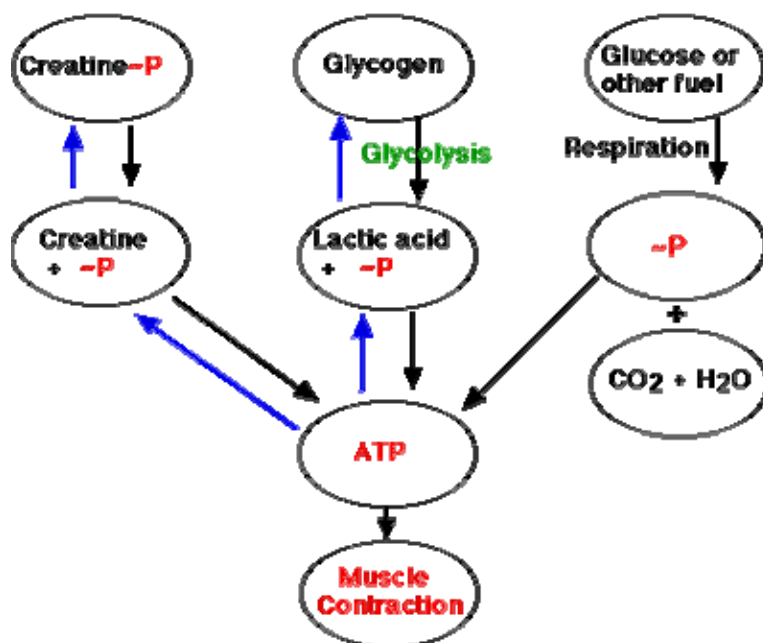 Creatine~P
Glycogen
Glucose or
other fuel
Glycolysis
Respiration
Creatine
+ ~P
Lactic acid
+ ~P
~P
+
CO2 + H2O
ATP
Muscle
Contraction